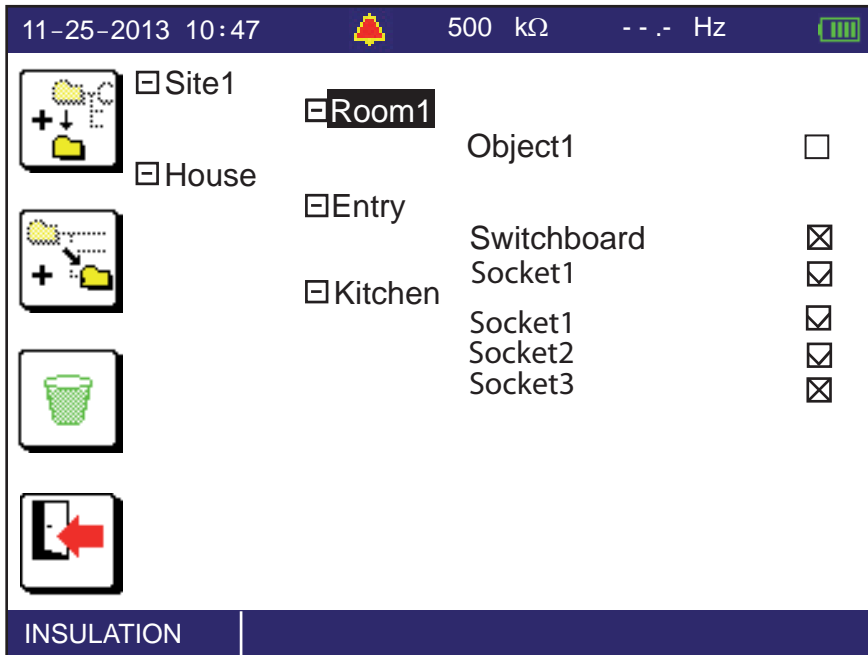 11-25-2013 10:47 500 kΩ - - .- Hz
Site1
Room1
Object1
House
Entry
Switchboard
Socket1
Kitchen
Socket1
Socket2
Socket3
INSULATION